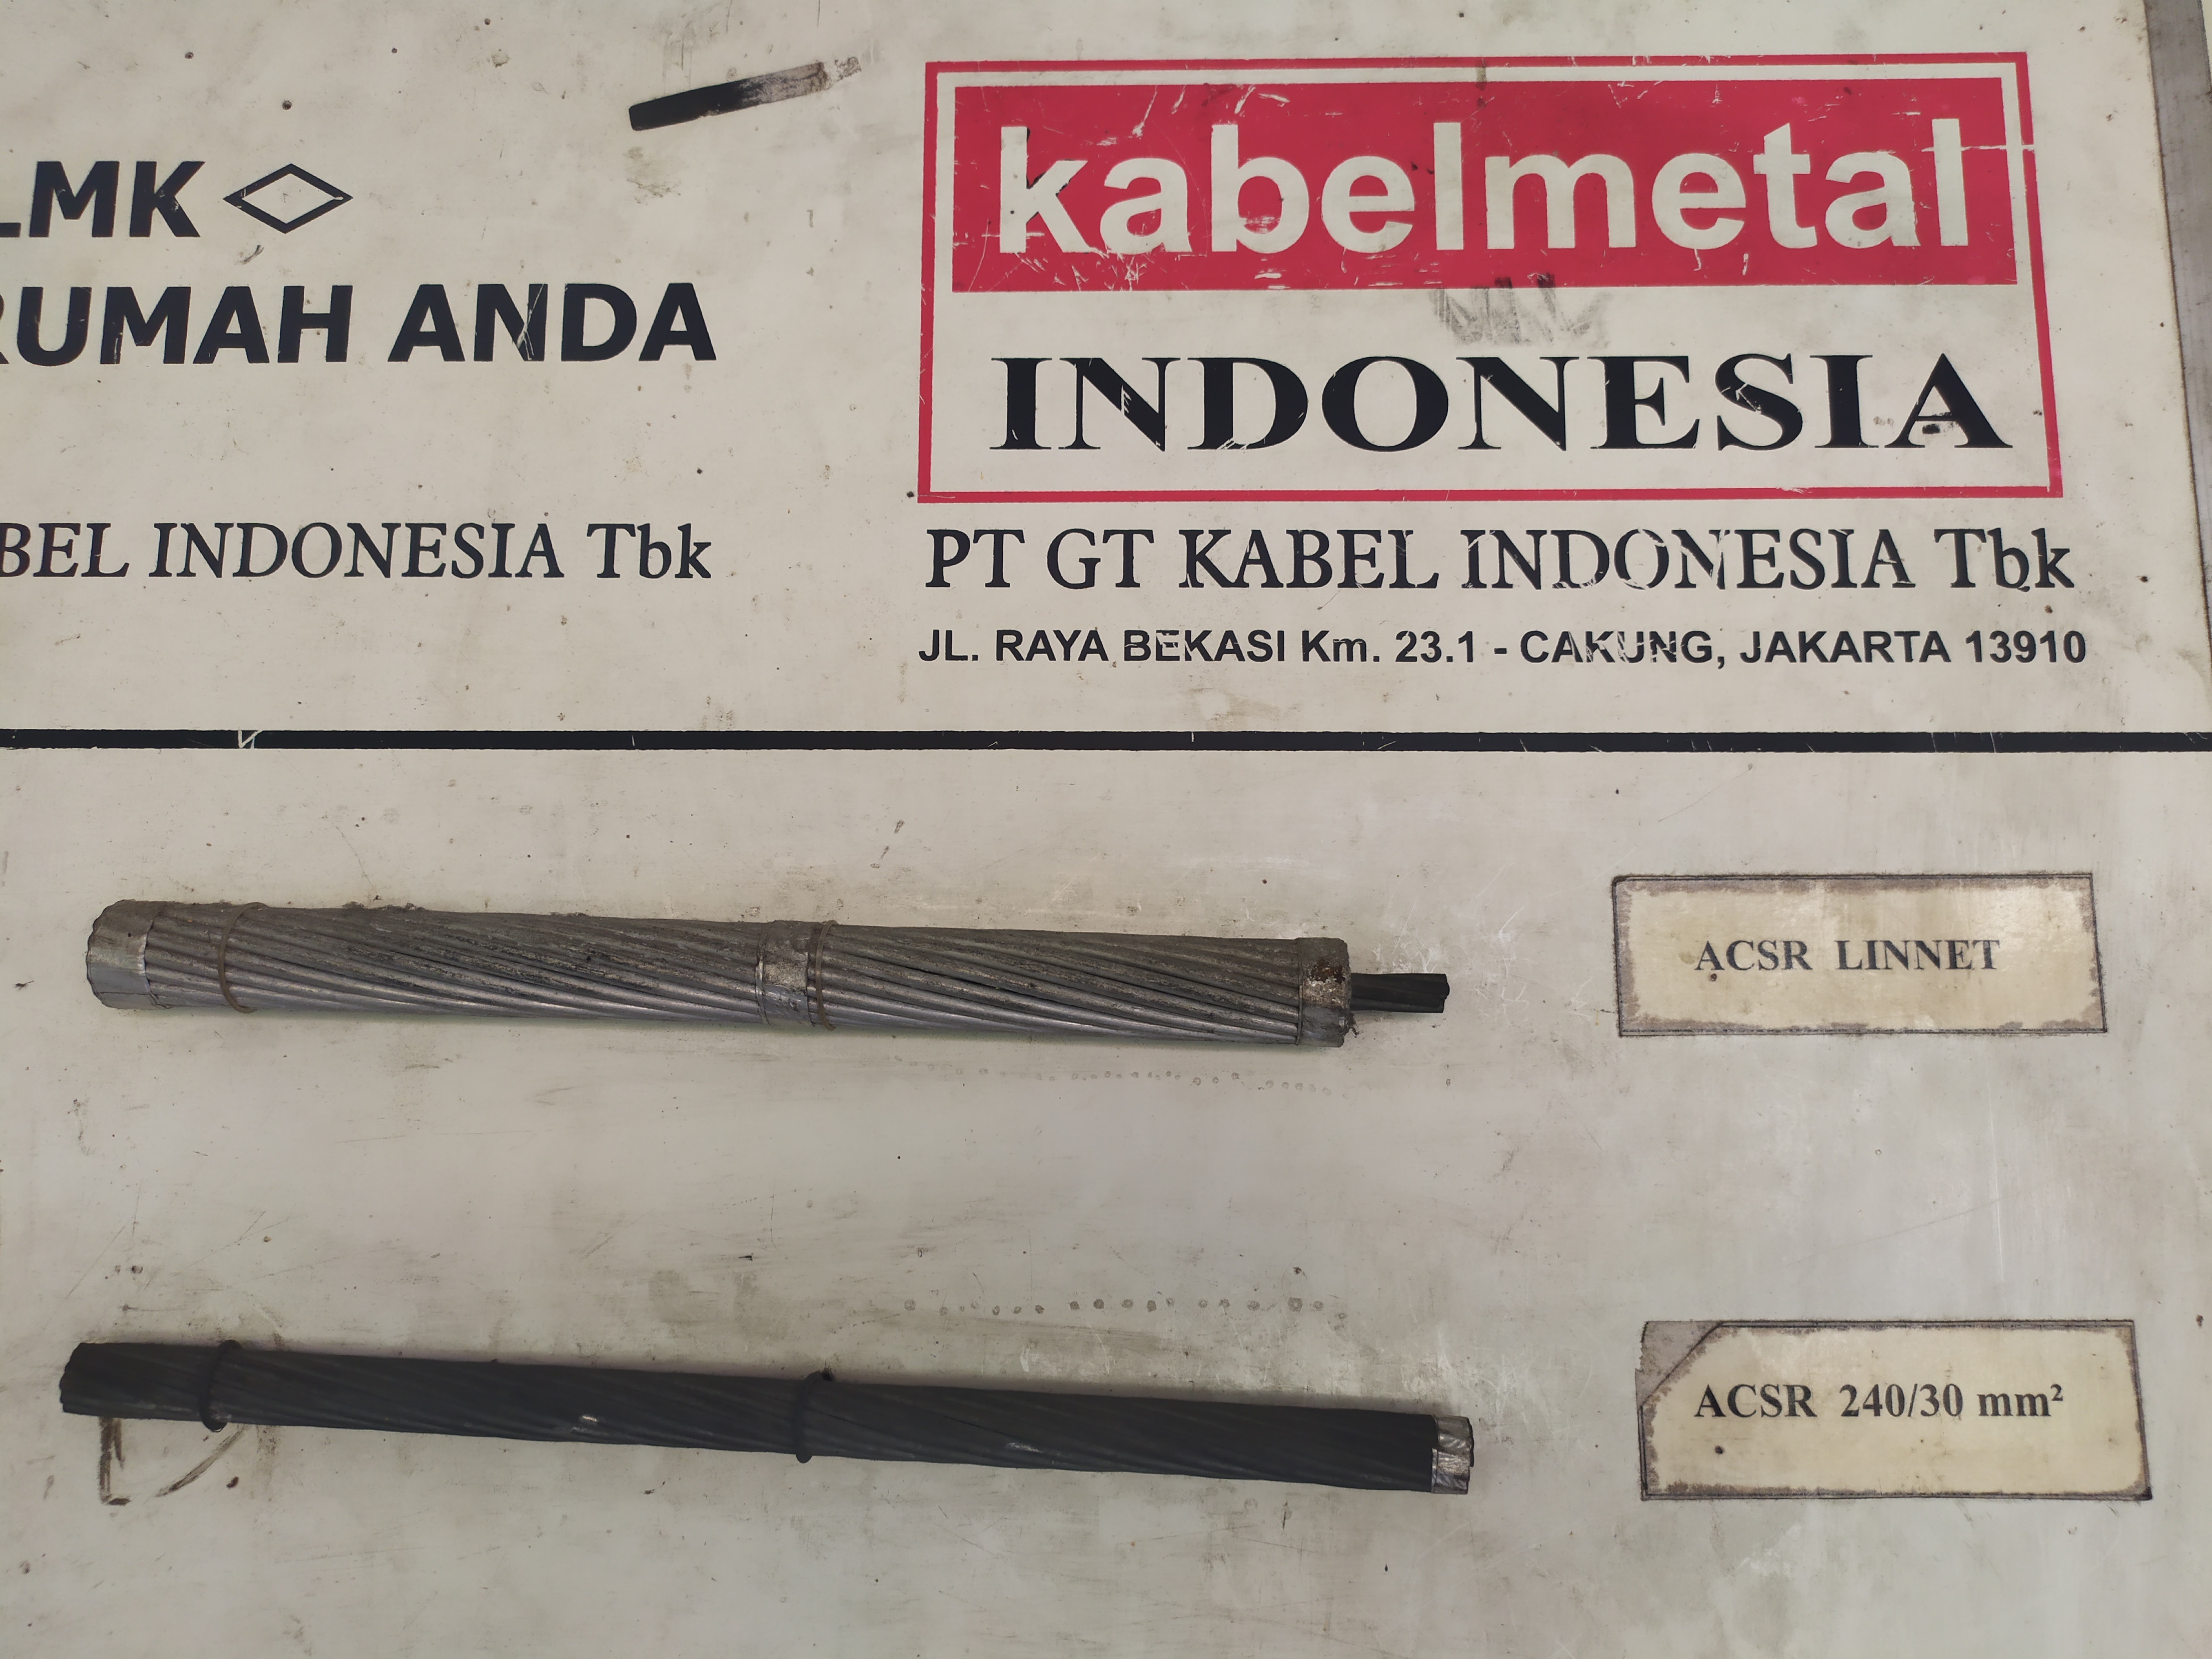 LMK
RUMAH ANDA
BEL INDONESIA Tbk
kabelmetal
INDONESIA
PT GT KABEL INDONESIA Tbk
JL. RAYA BEKASI Km. 23.1 - CAKUNG, JAKARTA 13910
ACSR LINNET
ACSR 240/30 mm²